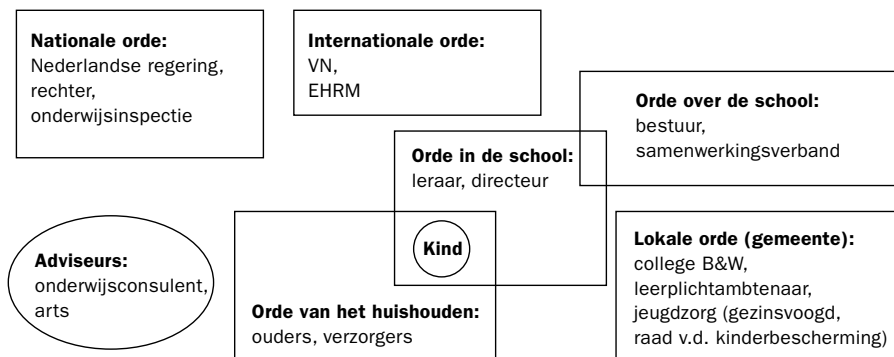 Nationale orde:
Nederlandse regering,
rechter,
onderwijsinspectie
Internationale orde:
VN,
EHRM
Orde over de school:
bestuur,
samenwerkingsverband
Orde in de school:
leraar, directeur
Kind
Adviseurs:
onderwijsconsulent,
arts
Orde van het huishouden:
ouders, verzorgers
Lokale orde (gemeente):
college B&W,
leerplichtambtenaar,
jeugdzorg (gezinsvoogd,
raad v.d. kinderbescherming)